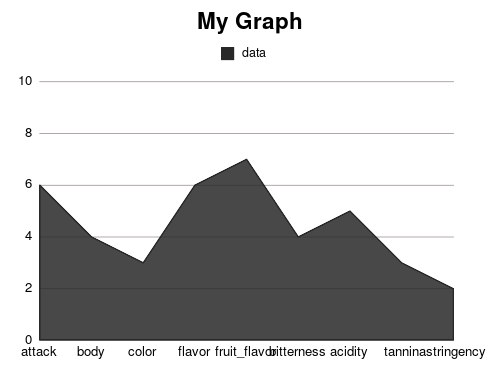 My Graph
data
10
8
6
4
2
0
attack body color flavor fruit_flavor bitterness acidity tannin astringency